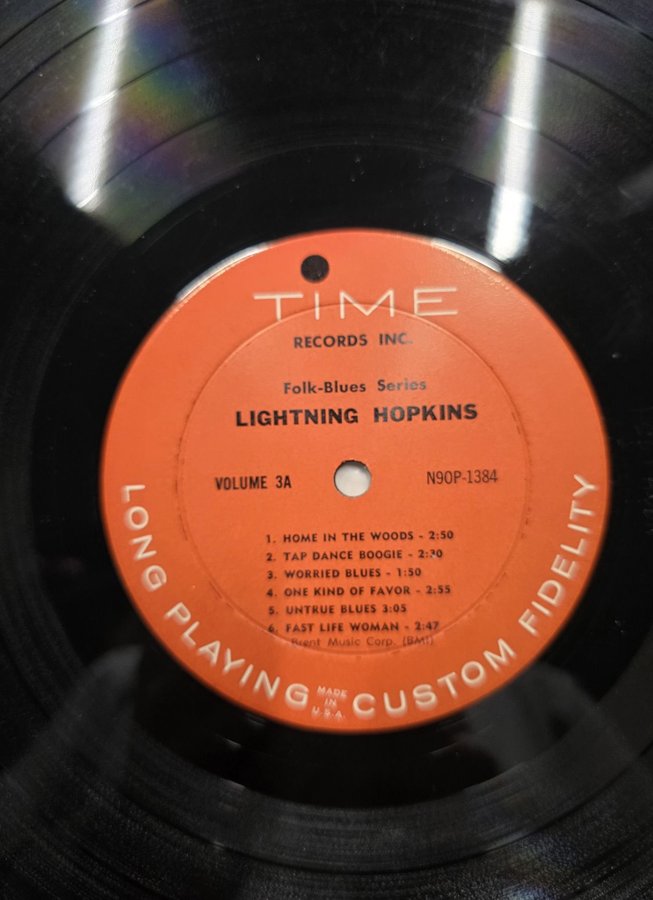 TIME
RECORDS INC.
Folk-Blues Series
LIGHTNING HOPKINS
VOLUME 3A
N9OP-1384
1. HOME IN THE WOODS - 2:50
2. TAP DANCE BOOGIE -
3. WORRIED BLUES - 1:50
4. ONE KIND OF FAVOR - 2:55
5. UNTRUE BLUES 3:05
6. FAST LIFE WOMAN - 2:47
Brent Music Corp. (BMI)
LONG PLAYING
MADE
IN
U.S.A.
CUSTOM FIDELITY